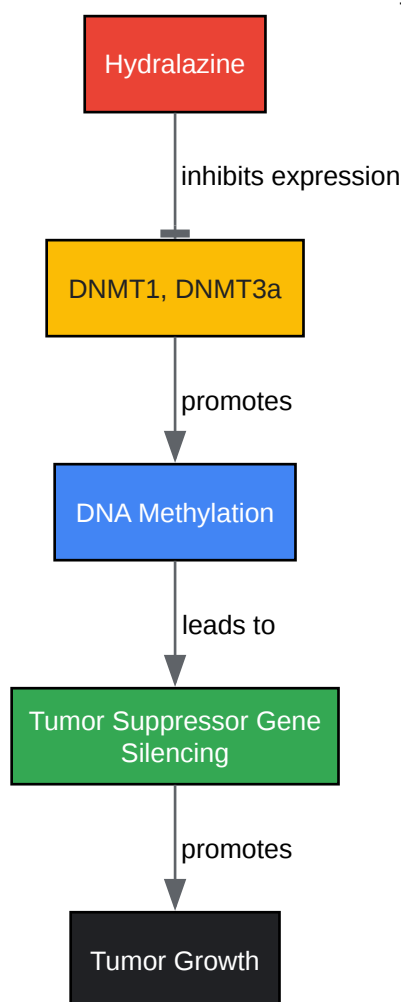 Hydralazine
inhibits expression
DNMT1, DNMT3a
promotes
DNA Methylation
leads to
Tumor Suppressor Gene
Silencing
promotes
Tumor Growth